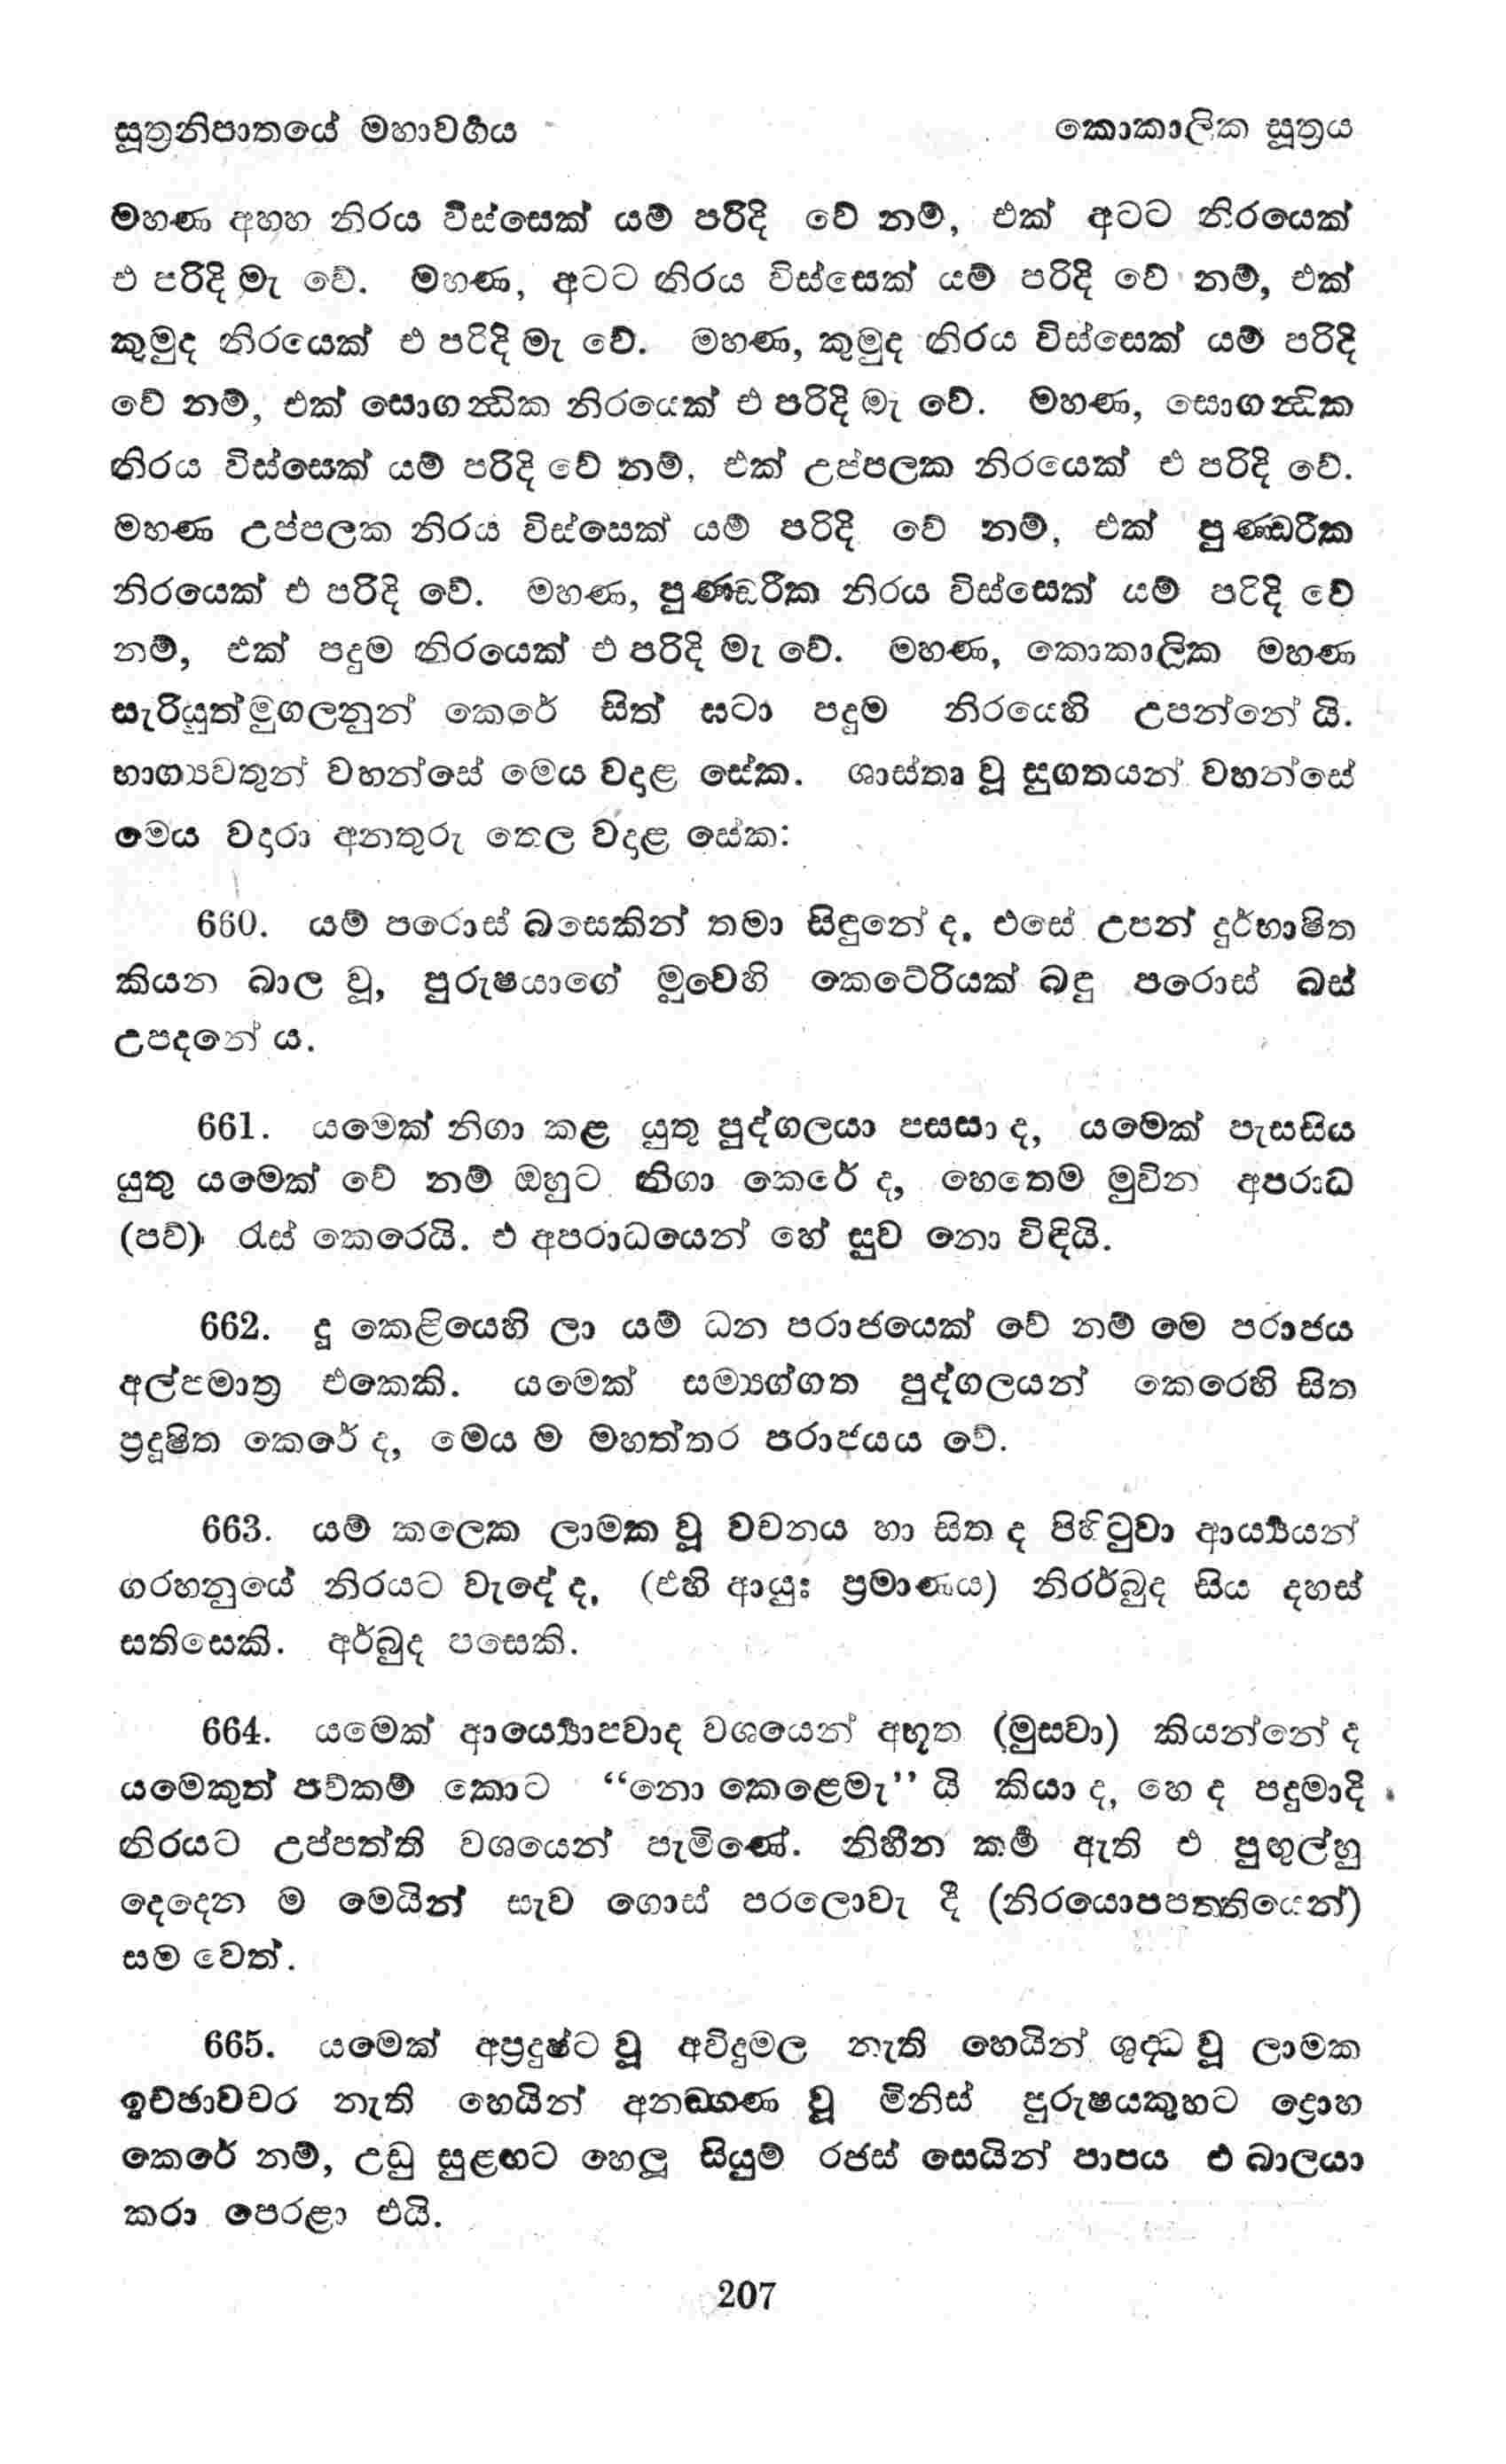 සූත්‍රනිපාතයේ මහාවර්‍ගය
කොකාලික සූත්‍රය
මහණ අහහ නිරය විස්සෙක් යම් පරිදි වේ නම්, එක් අටට නිරයෙක්
එ පරිදි මැ වේ. මහණ, අටට නිරය විස්සෙක් යම් පරිදි වේ නම්, එක්
කුමුද නිරයෙක් එ පරිදි මැ වේ. මහණ, කුමුද නිරය විස්සෙක් යම් පරිදි
වේ නම්, එක් සොගන්‍ධික නිරයෙක් එ පරිදි මැ වේ. මහණ, සොගන්‍ධික
නිරය විස්සෙක් යම් පරිදි වේ නම්, එක් උප්පලක නිරයෙක් එ පරිදි වේ.
මහණ උප්පලක නිරය විස්සෙක් යම් පරිදි වේ නම්, එක් පුණ්‍ඩරීක
නිරයෙක් එ පරිදි වේ. මහණ, පුණ්‍ඩරීක නිරය විස්සෙක් යම් පරිදි වේ
නම්, එක් පදුම නිරයෙක් එ පරිදි මැ වේ. මහණ, කොකාලික මහණ
සැරියුත්මුගලනුන් කෙරේ සිත් ඝටා පදුම නිරයෙහි උපන්නේ යි.
භාග්‍යවතුන් වහන්සේ මෙය වදාළ සේක. ශාස්තෘ වූ සුගතයන් වහන්සේ
මෙය වදාරා අනතුරු තෙල වදාළ සේක:
660. යම් පරොස් බසෙකින් තමා සිඳුනේ ද, එසේ උපන් දුර්භාෂිත
කියන බාල වූ, පුරුෂයාගේ මුවෙහි කෙටේරියක් බඳු පරොස් බස්
උපදනේ ය.
661. යමෙක් නිගා කළ යුතු පුද්ගලයා පසසා ද, යමෙක් පැසසිය
යුතු යමෙක් වේ නම් ඔහුට නිගා කෙරේ ද, හෙතෙම මුවින අපරාධ
(පව්) රැස් කෙරෙයි. එ අපරාධයෙන් හේ සුව නො විඳියි.
662. දූ කෙළියෙහි ලා යම් ධන පරාජයෙක් වේ නම් මෙ පරාජය
අල්පමාත්‍ර එකෙකි. යමෙක් සම්‍යග්ගත පුද්ගලයන් කෙරෙහි සිත
ප්‍රදූෂිත කෙරේ ද, මෙය ම මහත්තර පරාජයය වේ.
663. යම් කලෙක ලාමක වූ වචනය හා සිත ද පිහිටුවා ආර්‍ය්‍යයන්
ගරහනුයේ නිරයට වැදේ ද, (එහි ආයුඃ ප්‍රමාණය) නිරර්බුද සිය දහස්
සතිසෙකි. අර්බුද පසෙකි.
664. යමෙක් ආර්‍ය්‍යොපවාද වශයෙන් අභූත (මුසවා) කියන්නේ ද
යමෙකුත් පව්කම් කොට “නො කෙළෙමැ” යි කියා ද, හෙ ද පදුමාදි
නිරයට උප්පත්ති වශයෙන් පැමිණේ. නිහීන කර්‍ම ඇති එ පුඟුල්හු
දෙදෙන ම මෙයින් සැව ගොස් පරලොවැ දී (නිරයොපපත්‍තියෙන්)
සම වෙත්.
665. යමෙක් අප්‍රදුෂ්ට වූ අවිදුමල නැති හෙයින් ශුද්‍ධ වූ ලාමක
ඉච්ඡාවචර නැති හෙයින් අනඞ්ගණ වූ මිනිස් පුරුෂයකුහට ද්‍රොහ
කෙරේ නම්, උඩු සුළඟට හෙලූ සියුම් රජස් සෙයින් පාපය එ බාලයා
කරා පෙරළා එයි.
207